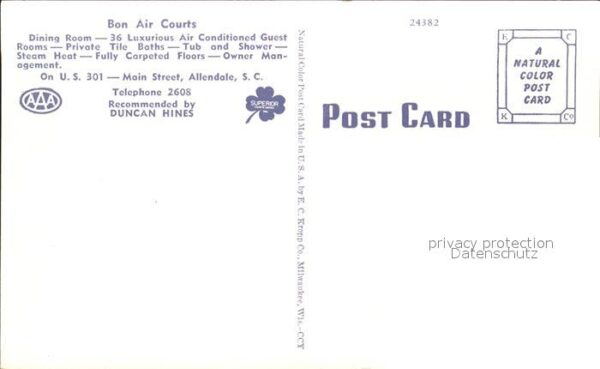 Bon Air Courts
Dining Room — 36 Luxurious Air Conditioned Guest
Rooms — Private Tile Baths — Tub and Shower —
Steam Heat — Fully Carpeted Floors — Owner Man-
agement.
On U. S. 301 — Main Street, Allendale, S. C.
Telephone 2608
Recommended by
DUNCAN HINES
AAA
SUPERIOR
Natural Color Post Card Made in U. S. A. by E. C. Kropp Co., Milwaukee, Wis.—CCY
24382
POST CARD
E C
A
NATURAL
COLOR
POST
CARD
K Co
privacy protection
Datenschutz